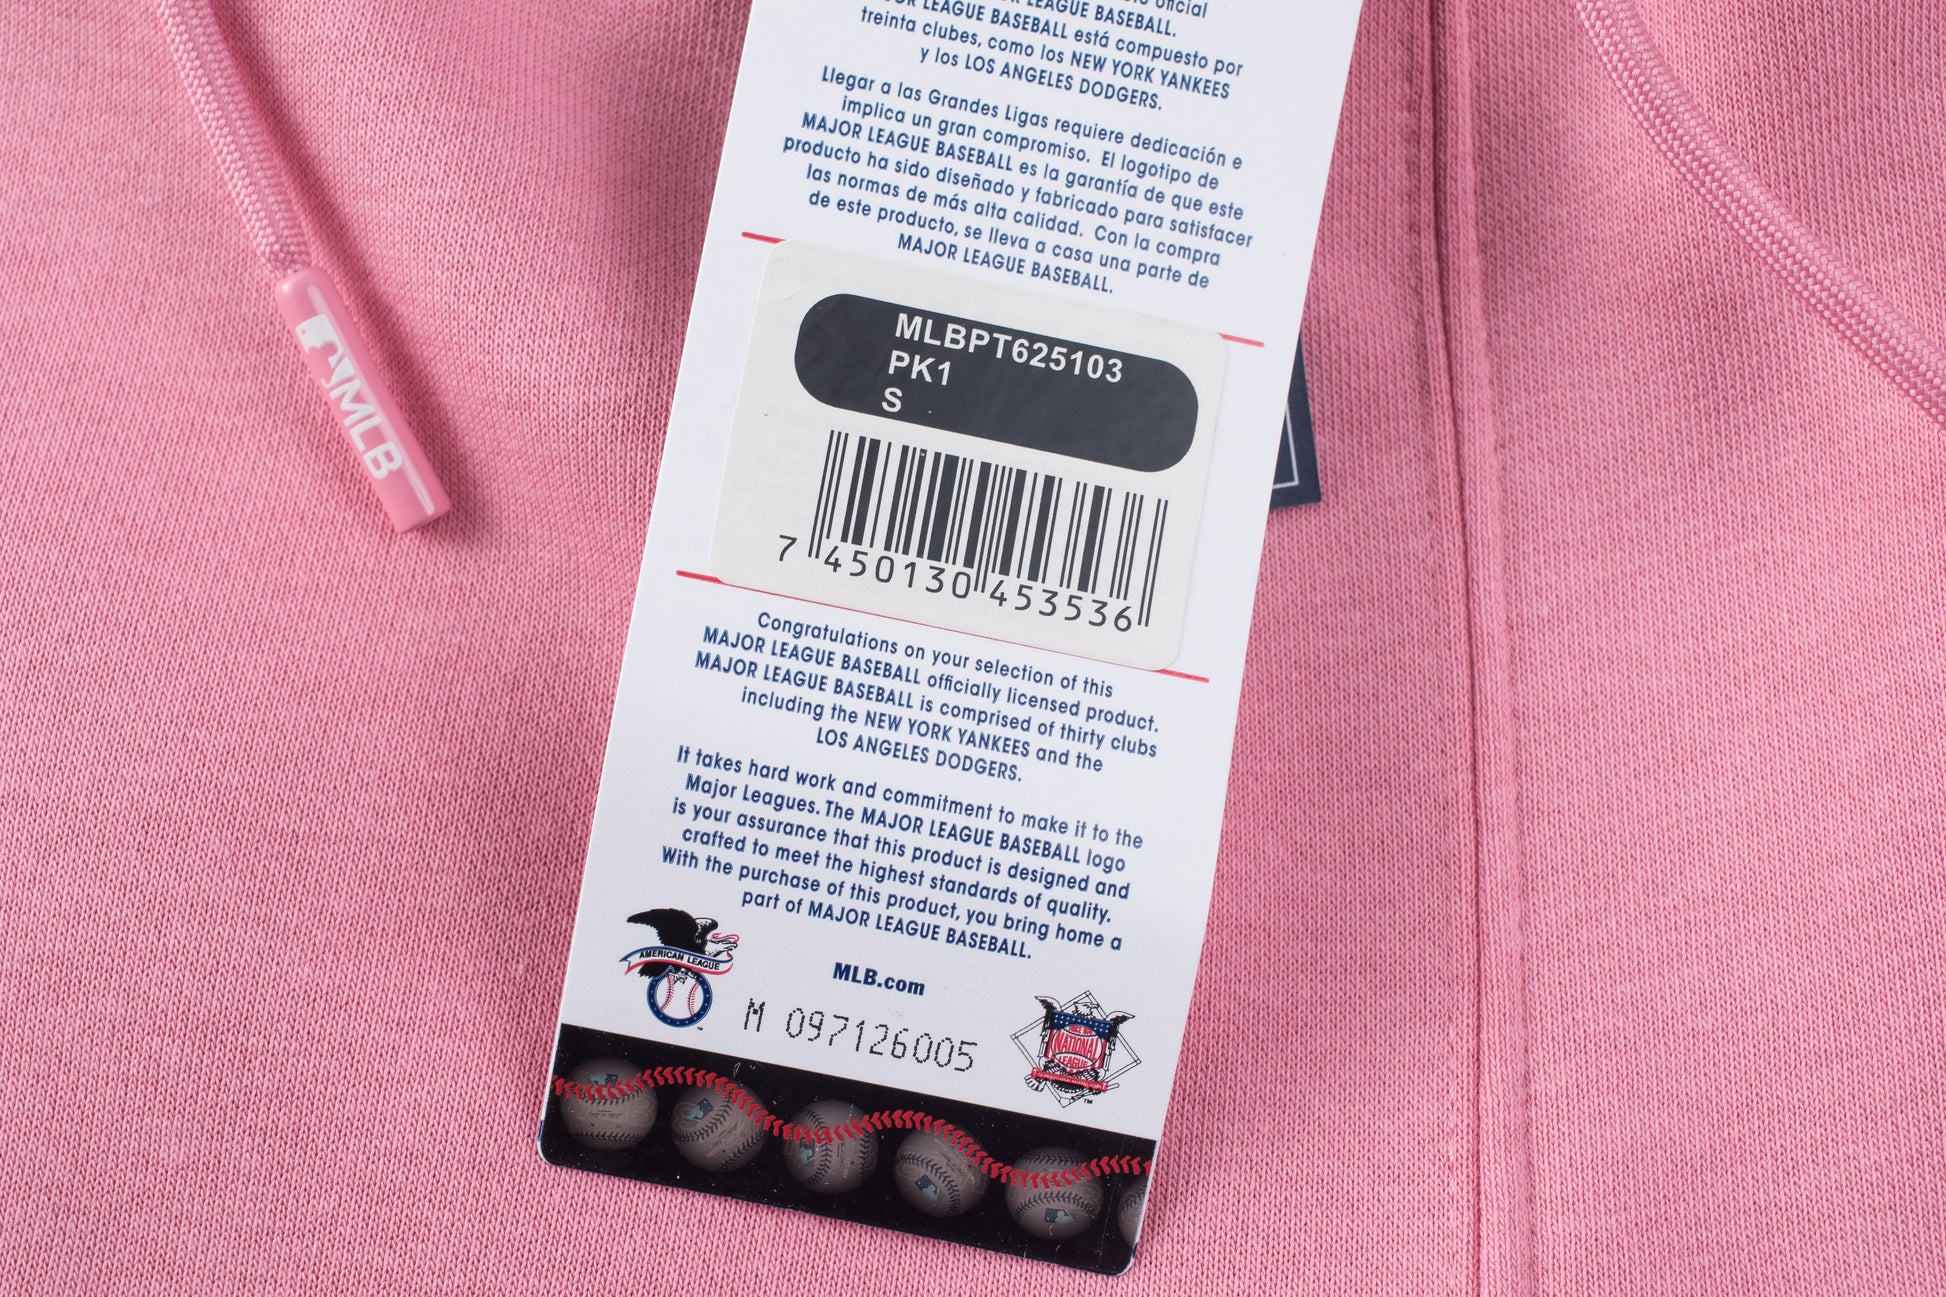 oficial
LEAGUE BASEBALL.
LEAGUE BASEBALL está compuesto por
treinta clubes, como los NEW YORK YANKEES
y los LOS ANGELES DODGERS.
Llegar a las Grandes Ligas requiere dedicación e
implica un gran compromiso. El logotipo de
MAJOR LEAGUE BASEBALL es la garantía de que este
producto ha sido diseñado y fabricado para satisfacer
las normas de más alta calidad. Con la compra
de este producto, se lleva a casa una parte de
MAJOR LEAGUE BASEBALL.
MLB
MLBPT625103
PK1
S
7 450130 453536
Congratulations on your selection of this
MAJOR LEAGUE BASEBALL officially licensed product.
MAJOR LEAGUE BASEBALL is comprised of thirty clubs
including the NEW YORK YANKEES and the
LOS ANGELES DODGERS.
It takes hard work and commitment to make it to the
Major Leagues. The MAJOR LEAGUE BASEBALL logo
is your assurance that this product is designed and
crafted to meet the highest standards of quality.
With the purchase of this product, you bring home a
part of MAJOR LEAGUE BASEBALL.
AMERICAN LEAGUE
TM
MLB.com
M 097126005
NATIONAL
LEAGUE
TM